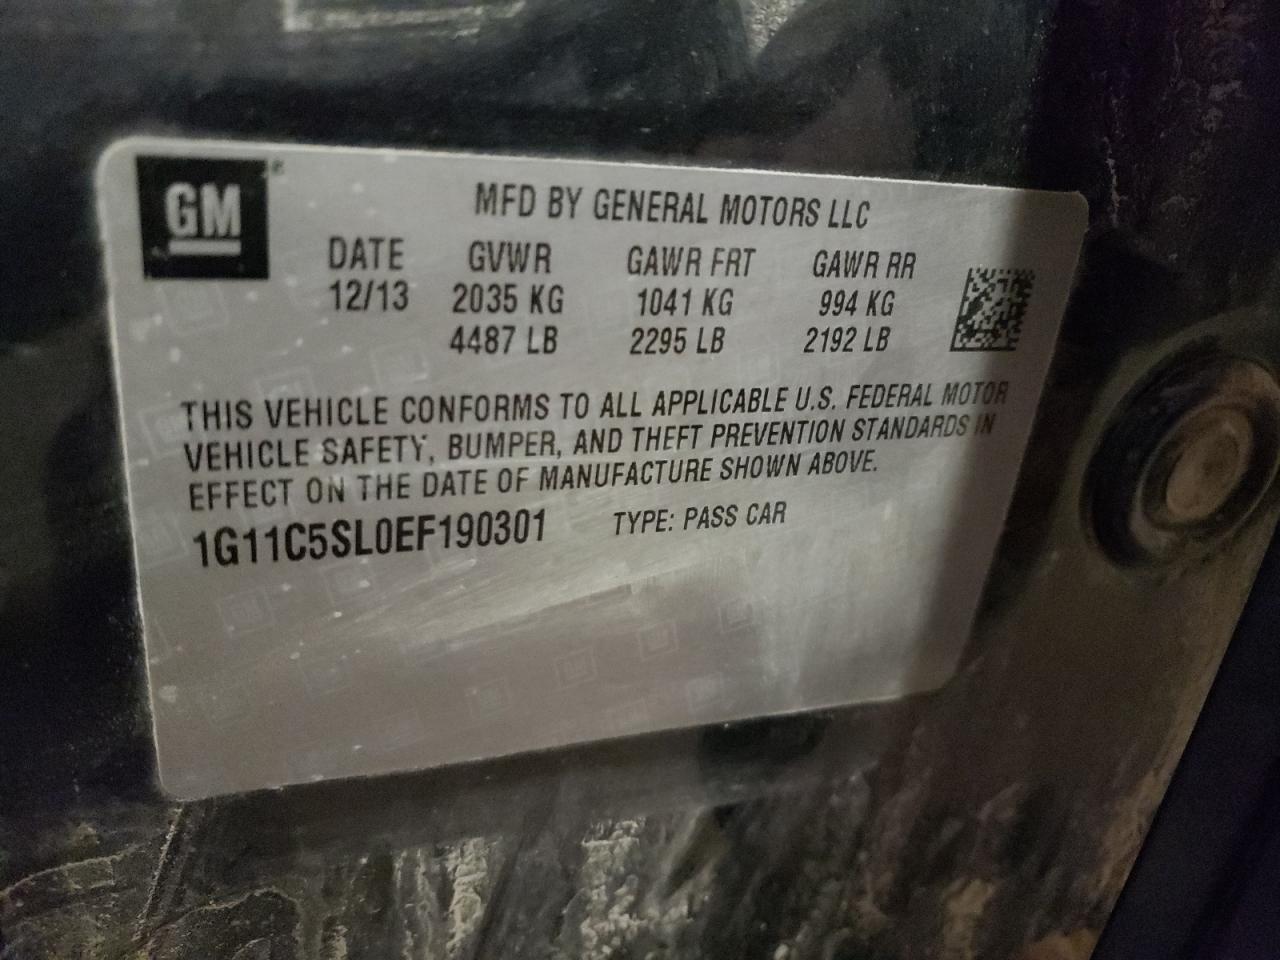 GM
MFD BY GENERAL MOTORS LLC
DATE GVWR GAWR FRT GAWR RR
12/13 2035 KG 1041 KG 994 KG
4487 LB 2295 LB 2192 LB
THIS VEHICLE CONFORMS TO ALL APPLICABLE U.S. FEDERAL MOTOR
VEHICLE SAFETY, BUMPER, AND THEFT PREVENTION STANDARDS IN
EFFECT ON THE DATE OF MANUFACTURE SHOWN ABOVE.
1G11C5SL0EF190301 TYPE: PASS CAR